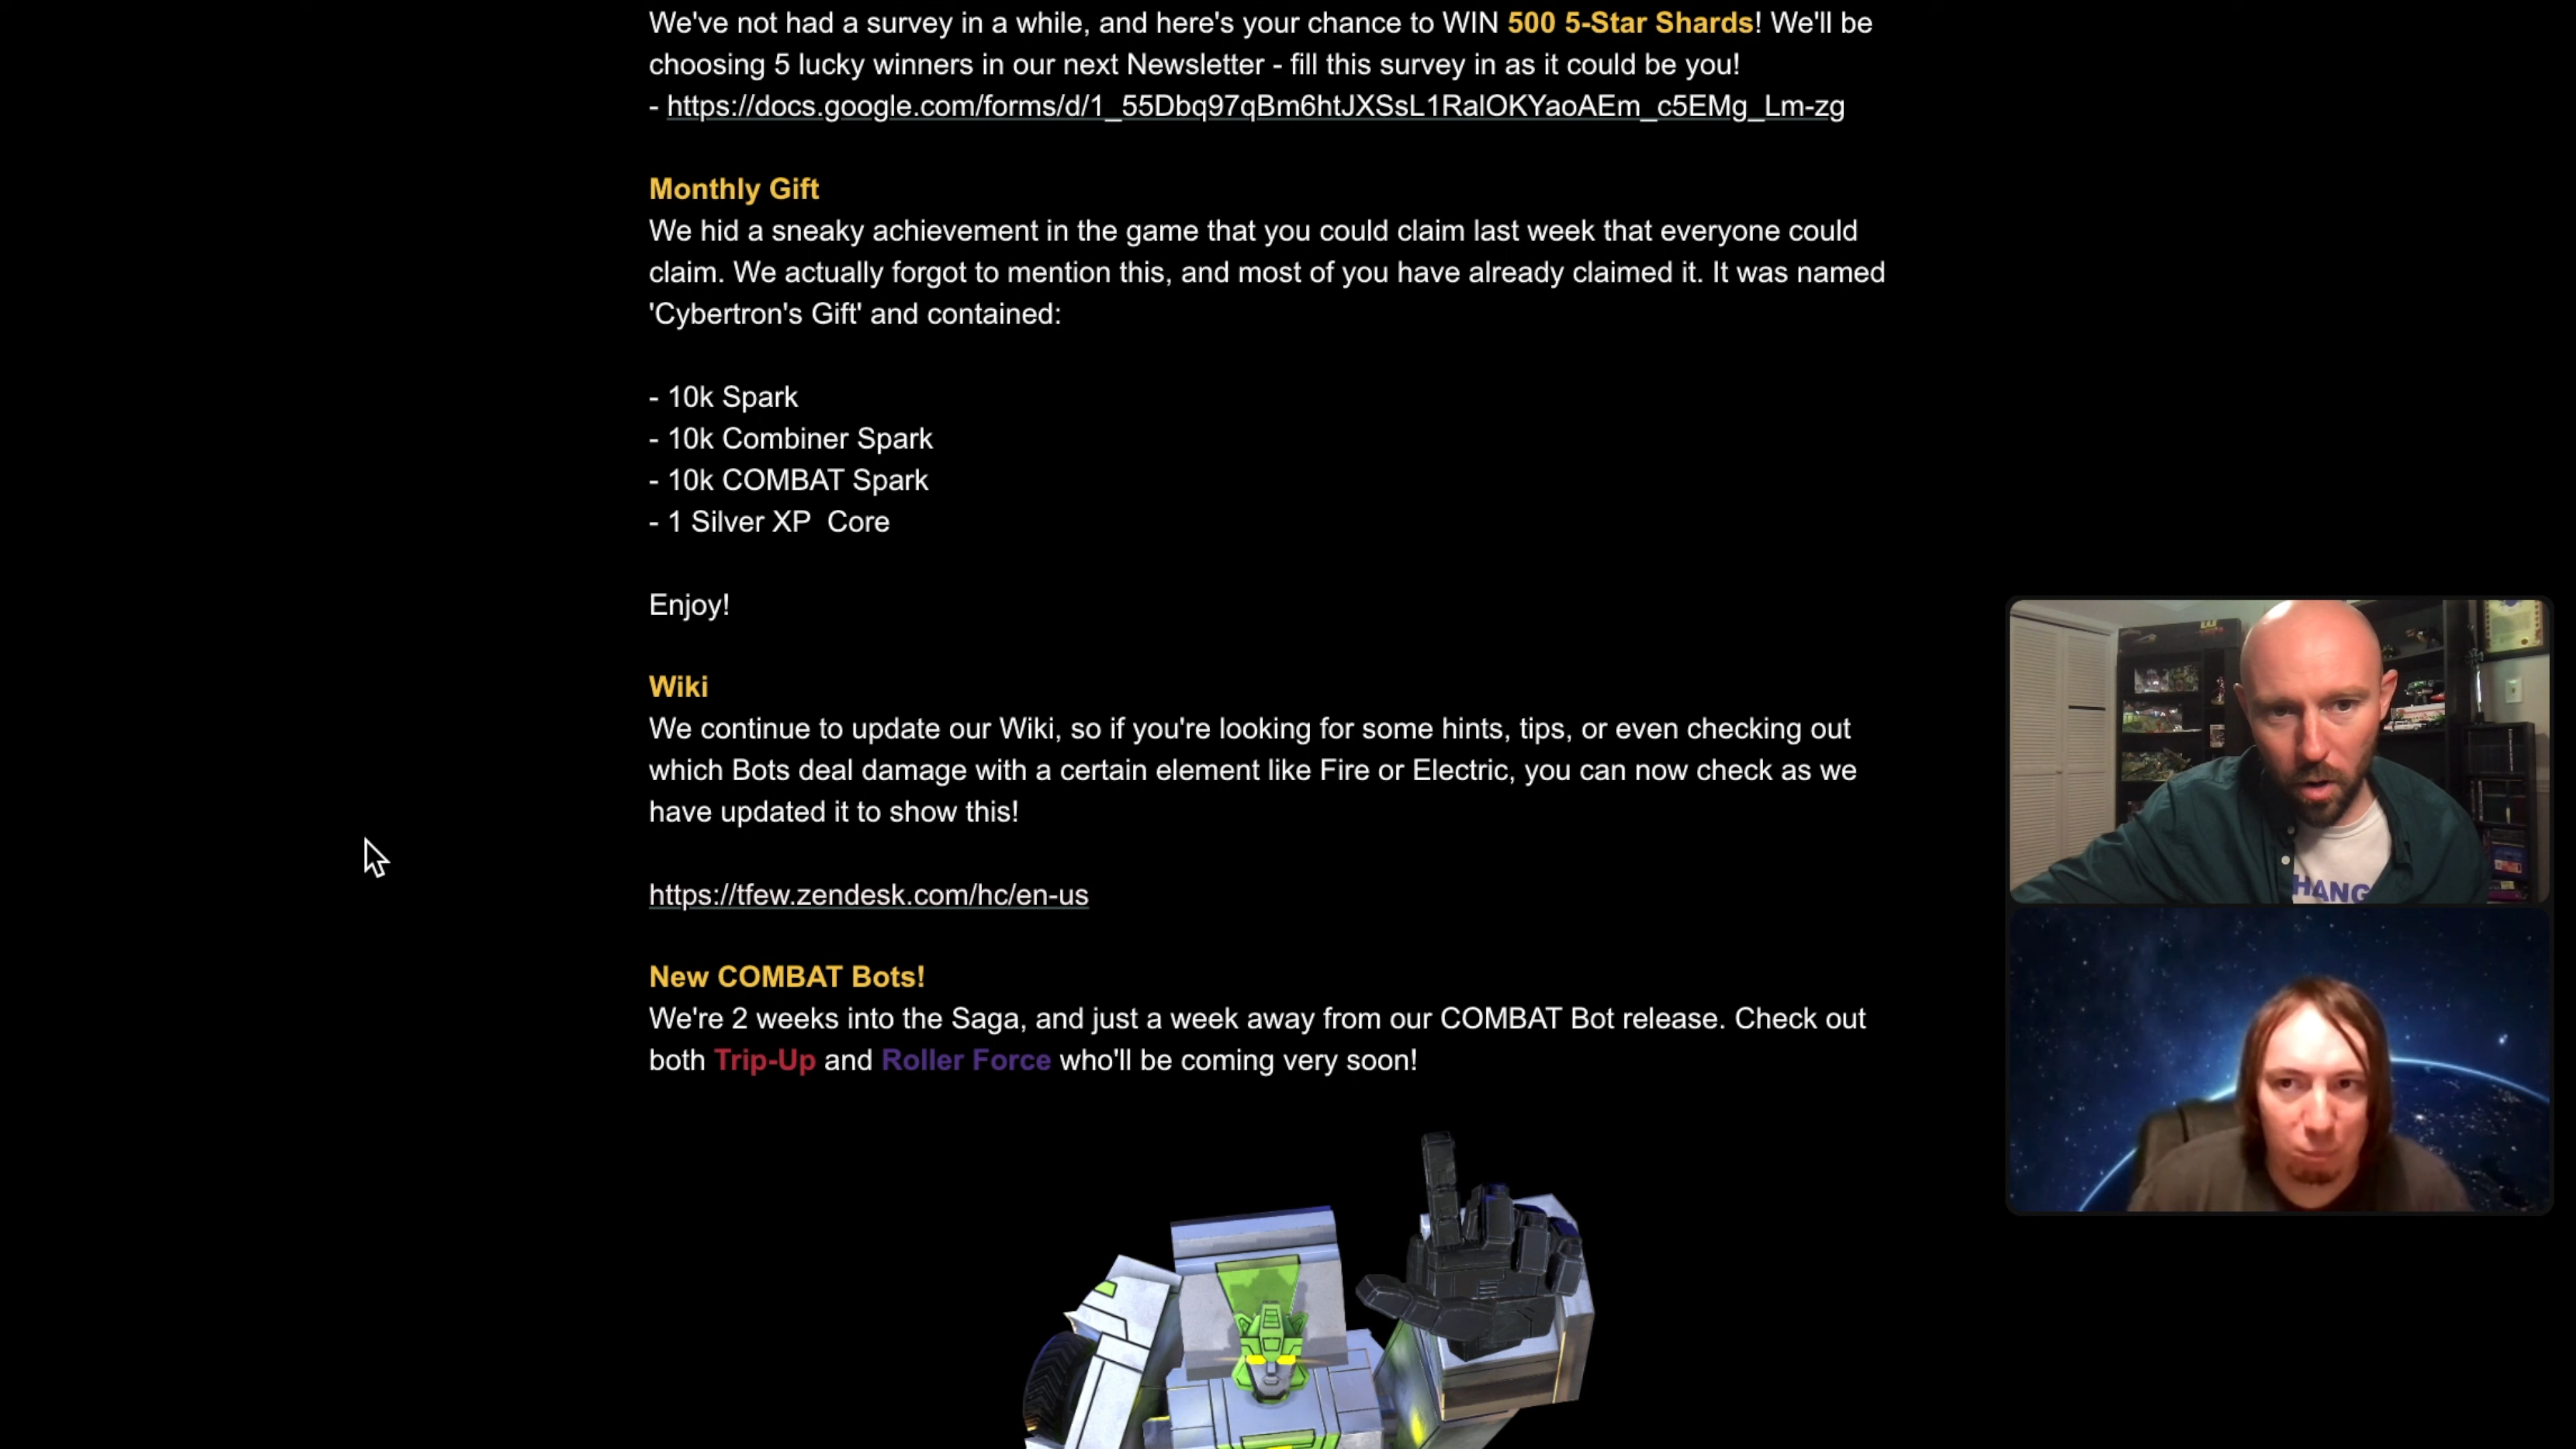 We've not had a survey in a while, and here's your chance to WIN 500 5-Star Shards! We'll be
choosing 5 lucky winners in our next Newsletter - fill this survey in as it could be you!
- https://docs.google.com/forms/d/1_55Dbq97qBm6htJXSsL1RalOKYaoAEm_c5EMg_Lm-zg
Monthly Gift
We hid a sneaky achievement in the game that you could claim last week that everyone could
claim. We actually forgot to mention this, and most of you have already claimed it. It was named
'Cybertron's Gift' and contained:
- 10k Spark
- 10k Combiner Spark
- 10k COMBAT Spark
- 1 Silver XP  Core
Enjoy!
Wiki
We continue to update our Wiki, so if you're looking for some hints, tips, or even checking out
which Bots deal damage with a certain element like Fire or Electric, you can now check as we
have updated it to show this!
https://tfew.zendesk.com/hc/en-us
New COMBAT Bots!
We're 2 weeks into the Saga, and just a week away from our COMBAT Bot release. Check out
both Trip-Up and Roller Force who'll be coming very soon!
HANG